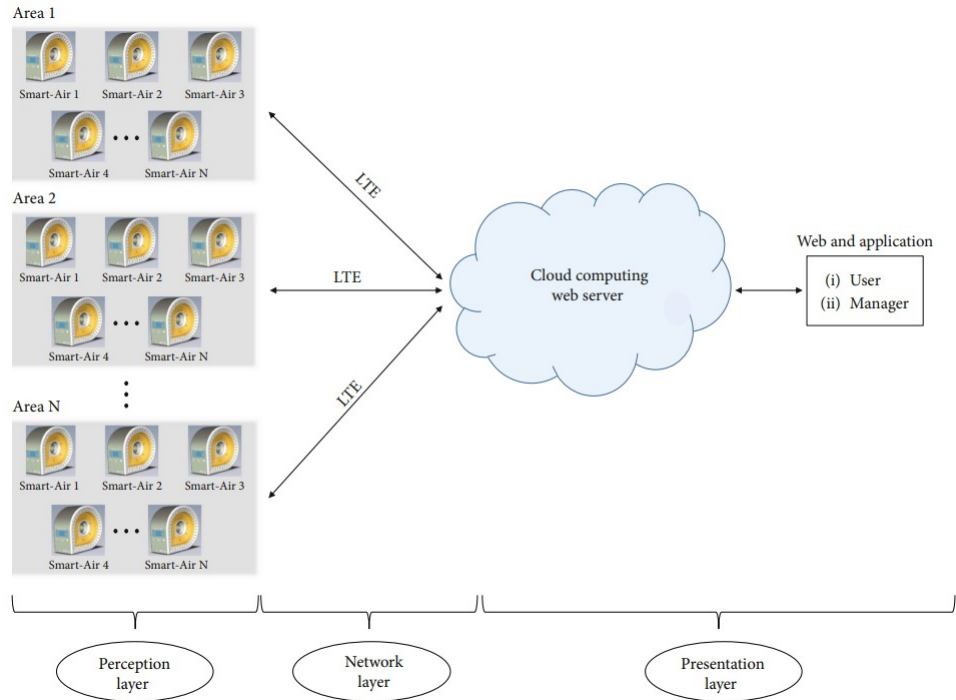 Area 1
Smart-Air 1 Smart-Air 2 Smart-Air 3
Smart-Air 4 Smart-Air N
Area 2
Smart-Air 1 Smart-Air 2 Smart-Air 3
Smart-Air 4 Smart-Air N
Area N
Smart-Air 1 Smart-Air 2 Smart-Air 3
Smart-Air 4 Smart-Air N
LTE
LTE
LTE
Cloud computing
web server
Web and application
(i) User
(ii) Manager
Perception
layer
Network
layer
Presentation
layer